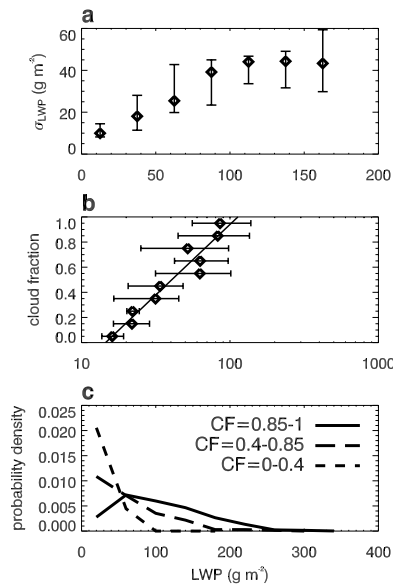 a
σLWP (g m-2)
60
40
20
0
0 50 100 150 200
b
cloud fraction
1.0
0.8
0.6
0.4
0.2
0.0
10 100 1000
c
probability density
0.025
0.020
0.015
0.010
0.005
0.000
CF=0.85-1
CF=0.4-0.85
CF=0-0.4
0 100 200 300 400
LWP (g m-2)